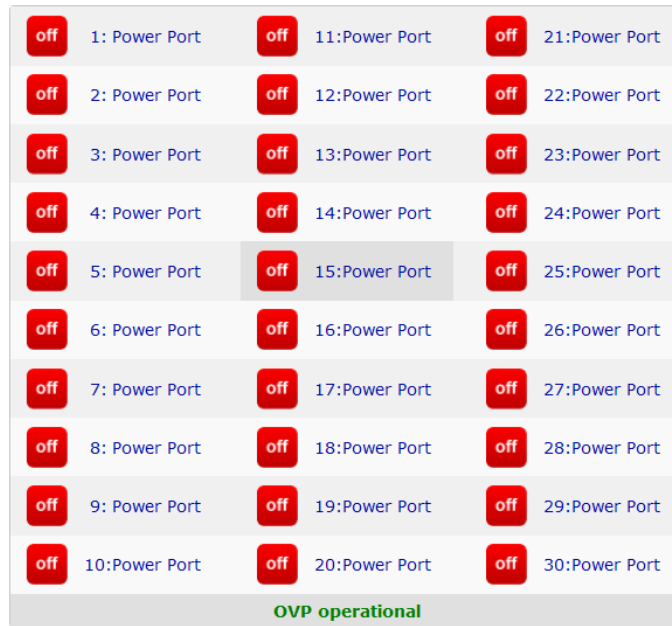 off 1: Power Port off 11:Power Port off 21:Power Port
off 2: Power Port off 12:Power Port off 22:Power Port
off 3: Power Port off 13:Power Port off 23:Power Port
off 4: Power Port off 14:Power Port off 24:Power Port
off 5: Power Port off 15:Power Port off 25:Power Port
off 6: Power Port off 16:Power Port off 26:Power Port
off 7: Power Port off 17:Power Port off 27:Power Port
off 8: Power Port off 18:Power Port off 28:Power Port
off 9: Power Port off 19:Power Port off 29:Power Port
off 10:Power Port off 20:Power Port off 30:Power Port
OVP operational